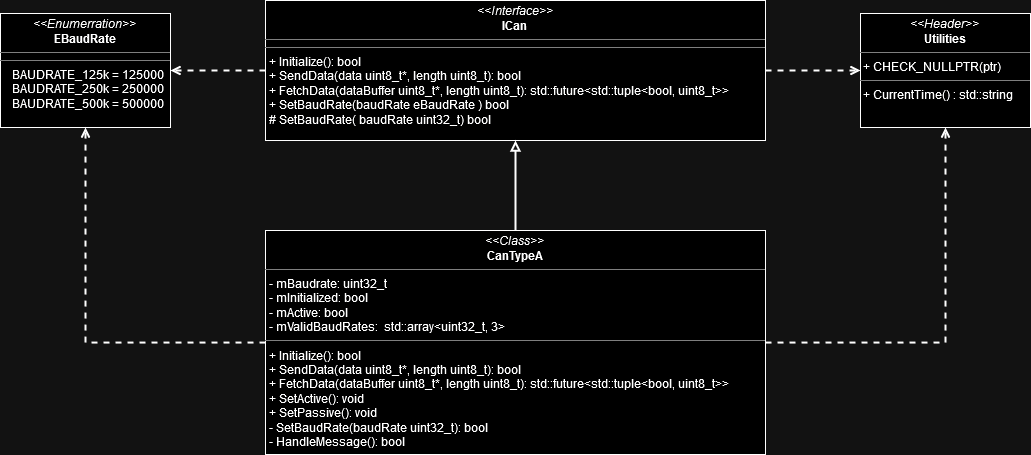 <<Enumerration>>
EBaudRate
BAUDRATE_125k = 125000
BAUDRATE_250k = 250000
BAUDRATE_500k = 500000
<<Interface>>
ICan
+ Initialize(): bool
+ SendData(data uint8_t*, length uint8_t): bool
+ FetchData(dataBuffer uint8_t*, length uint8_t): std::future<std::tuple<bool, uint8_t>>
+ SetBaudRate(baudRate eBaudRate ) bool
# SetBaudRate( baudRate uint32_t) bool
<<Header>>
Utilities
+ CHECK_NULLPTR(ptr)
+ CurrentTime() : std::string
<<Class>>
CanTypeA
- mBaudrate: uint32_t
- mInitialized: bool
- mActive: bool
- mValidBaudRates:  std::array<uint32_t, 3>
+ Initialize(): bool
+ SendData(data uint8_t*, length uint8_t): bool
+ FetchData(dataBuffer uint8_t*, length uint8_t): std::future<std::tuple<bool, uint8_t>>
+ SetActive(): void
+ SetPassive(): void
- SetBaudRate(baudRate uint32_t): bool
- HandleMessage(): bool